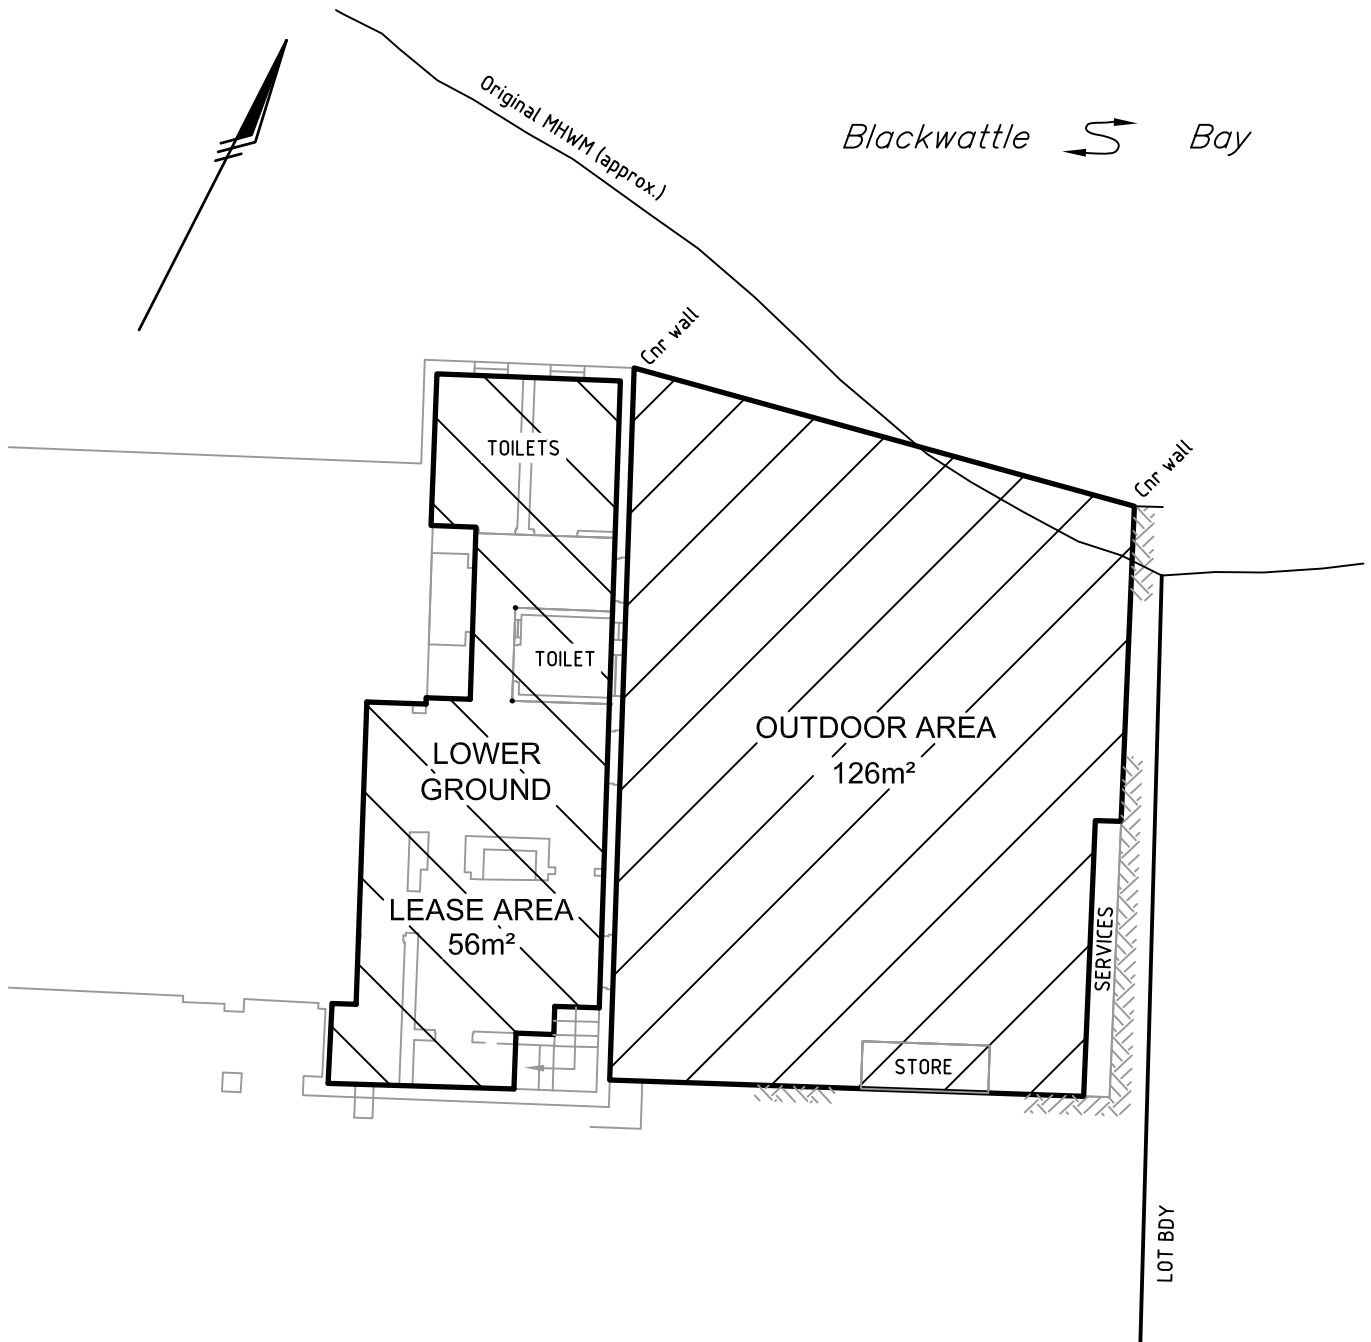 Original MHWM (approx.)
Blackwattle Bay
Cnr wall
Cnr wall
TOILETS
TOILET
LOWER
GROUND
LEASE AREA
56m²
OUTDOOR AREA
126m²
SERVICES
STORE
LOT BDY